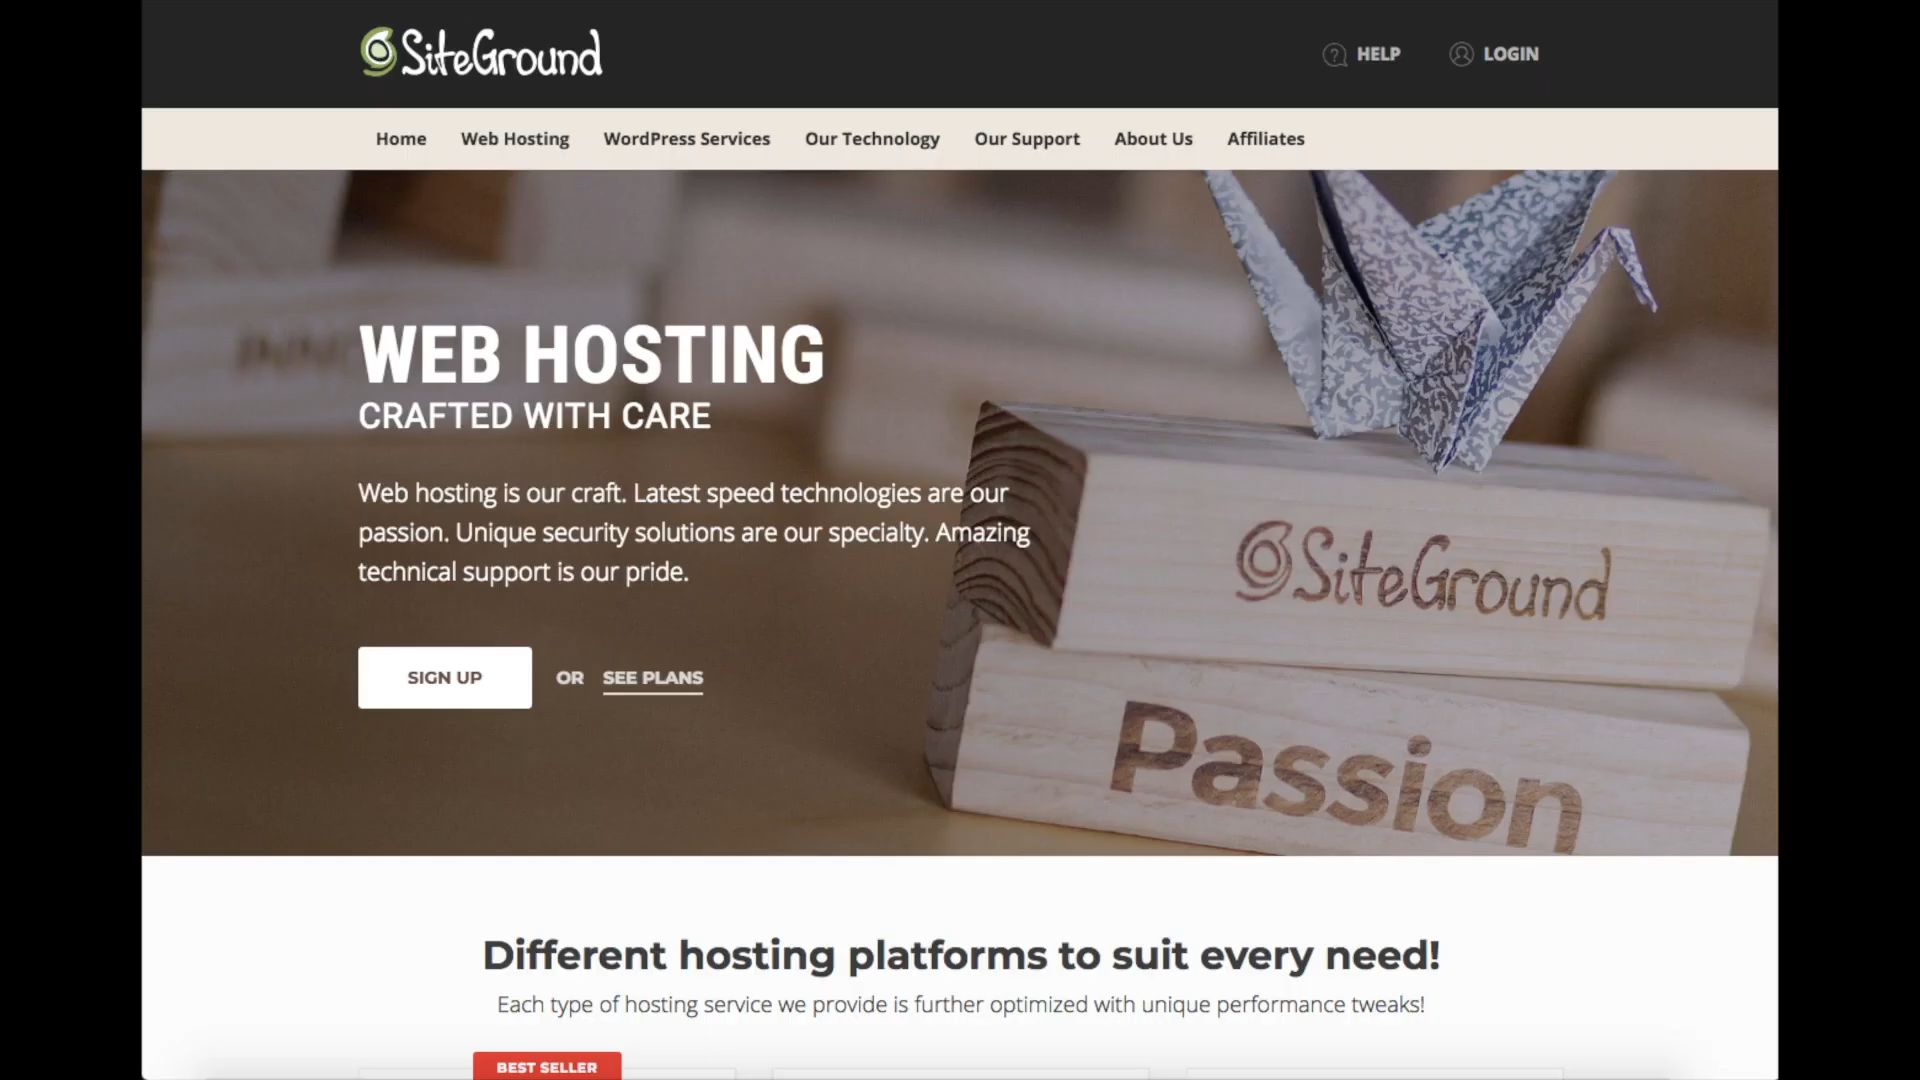 SiteGround
HELP
LOGIN
Home
Web Hosting
WordPress Services
Our Technology
Our Support
About Us
Affiliates
WEB HOSTING
CRAFTED WITH CARE
Web hosting is our craft. Latest speed technologies are our
passion. Unique security solutions are our specialty. Amazing
technical support is our pride.
SIGN UP
OR
SEE PLANS
SiteGround
Passion
Different hosting platforms to suit every need!
Each type of hosting service we provide is further optimized with unique performance tweaks!
BEST SELLER